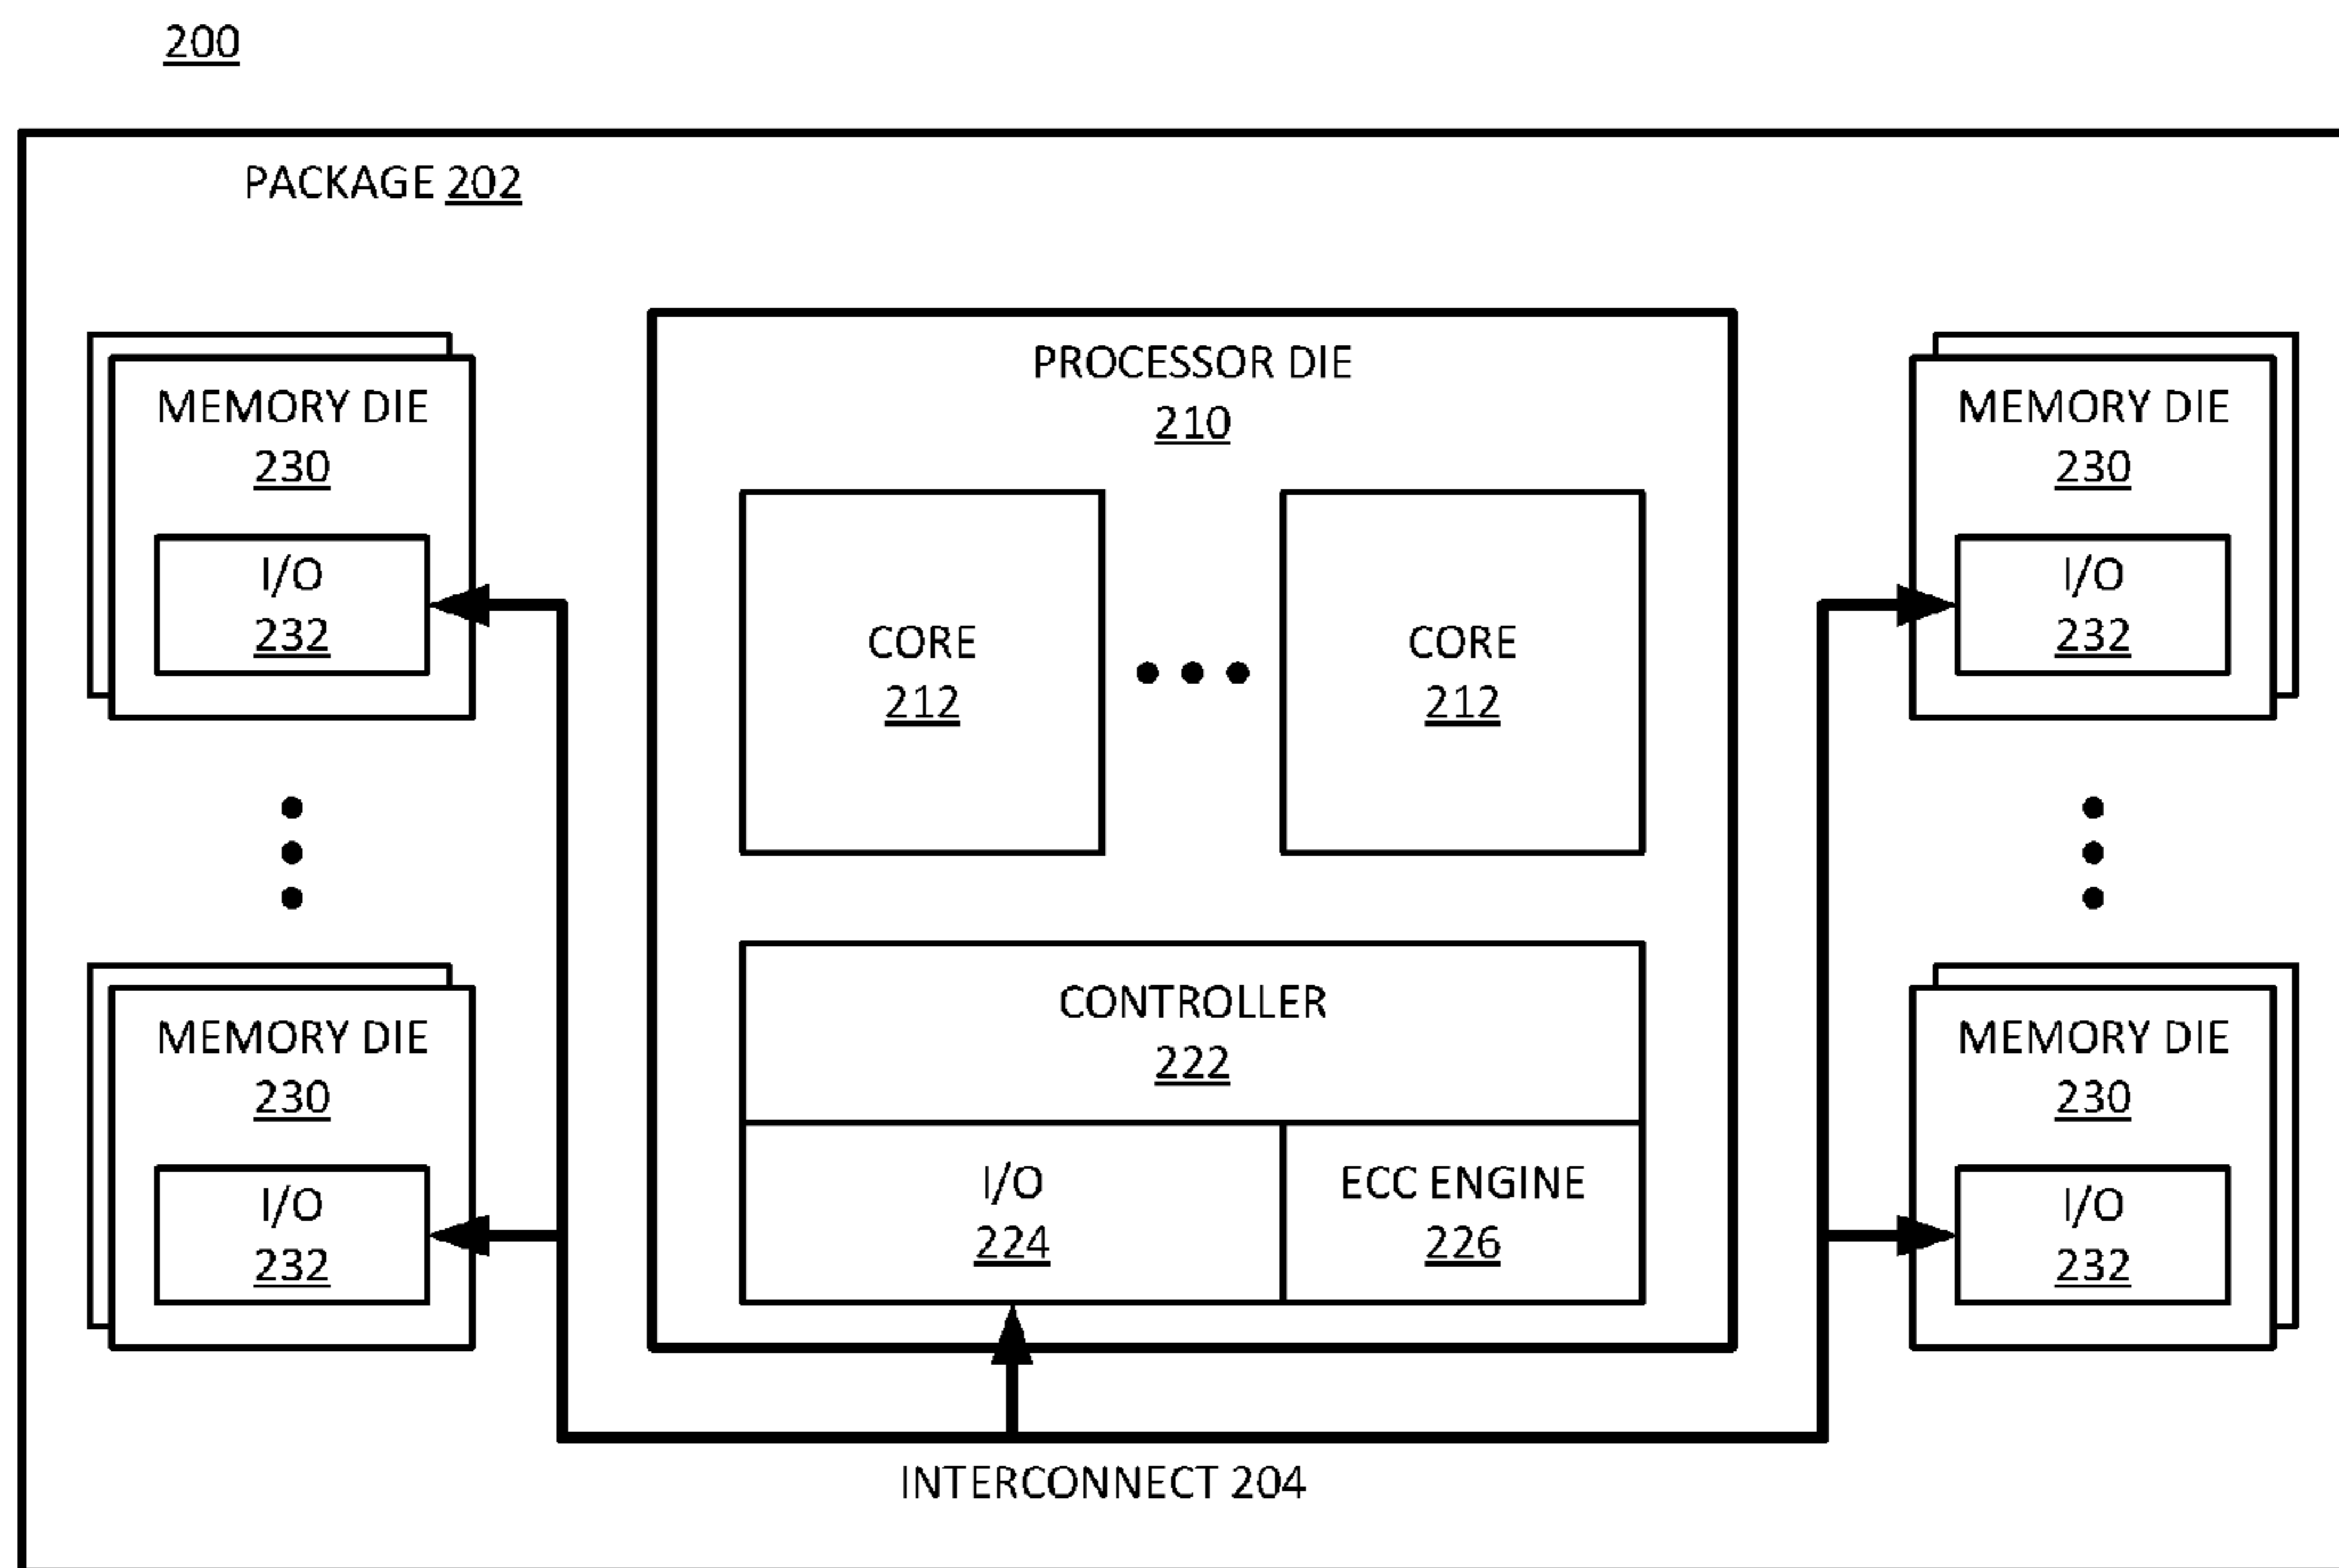 200
PACKAGE 202
MEMORY DIE
230
I/O
232
MEMORY DIE
230
I/O
232
PROCESSOR DIE
210
CORE
212
CORE
212
CONTROLLER
222
I/O
224
ECC ENGINE
226
MEMORY DIE
230
I/O
232
MEMORY DIE
230
I/O
232
INTERCONNECT 204